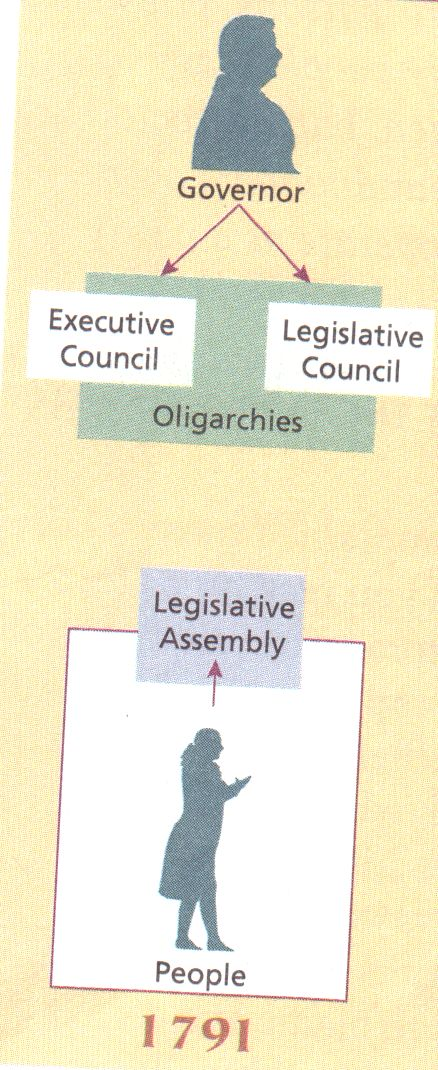 Governor
Executive
Council
Legislative
Council
Oligarchies
Legislative
Assembly
People
1791